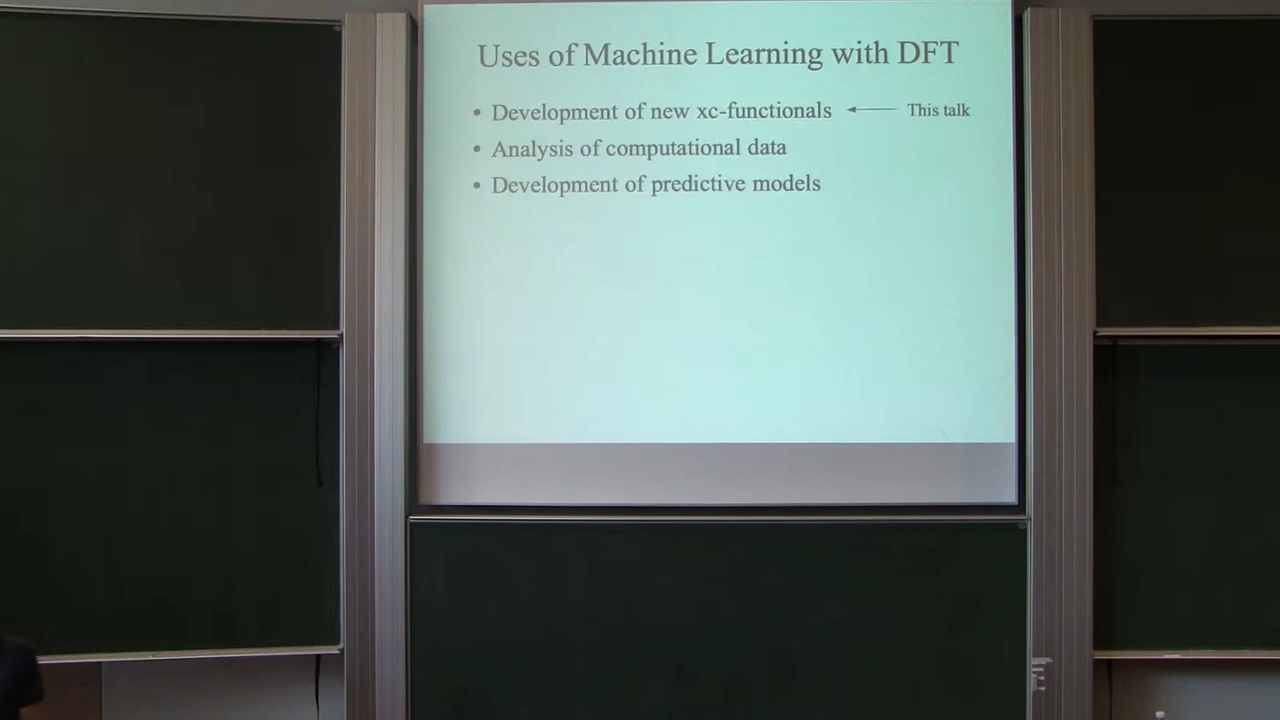 Uses of Machine Learning with DFT
• Development of new xc-functionals This talk
• Analysis of computational data
• Development of predictive models